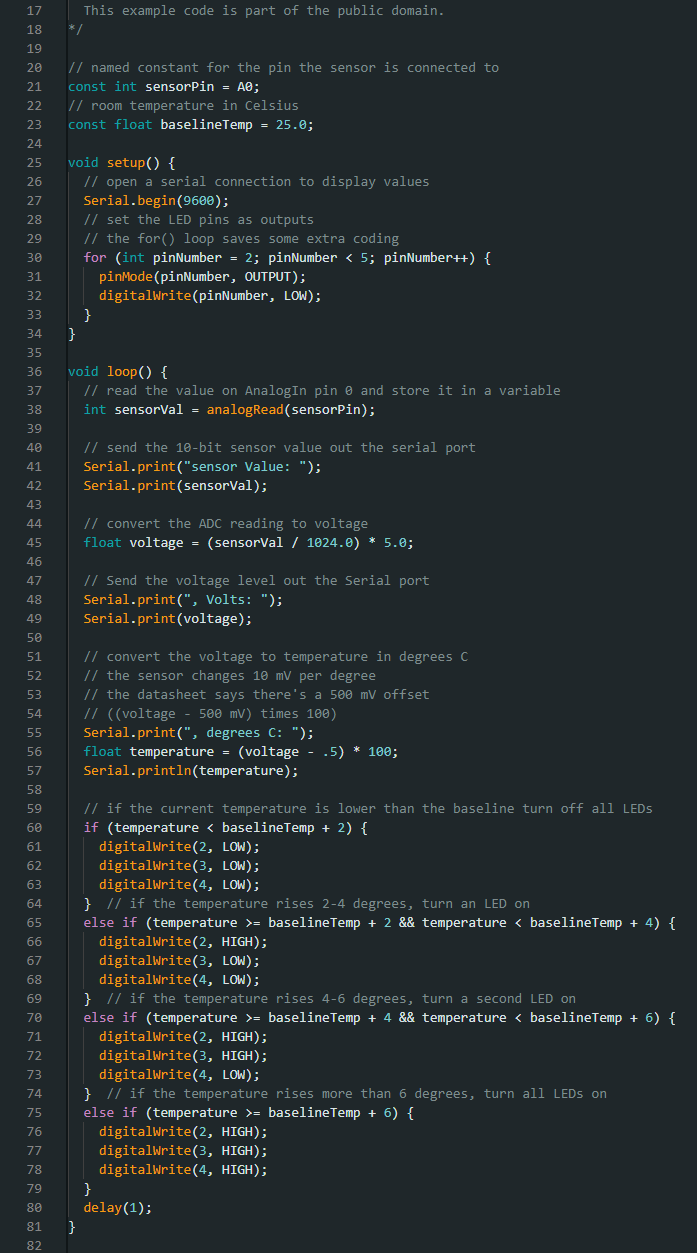 17 This example code is part of the public domain.
18 */
19
20 // named constant for the pin the sensor is connected to
21 const int sensorPin = A0;
22 // room temperature in Celsius
23 const float baselineTemp = 25.0;
24
25 void setup() {
26 // open a serial connection to display values
27 Serial.begin(9600);
28 // set the LED pins as outputs
29 // the for() loop saves some extra coding
30 for (int pinNumber = 2; pinNumber < 5; pinNumber++) {
31 pinMode(pinNumber, OUTPUT);
32 digitalWrite(pinNumber, LOW);
33 }
34 }
35
36 void loop() {
37 // read the value on AnalogIn pin 0 and store it in a variable
38 int sensorVal = analogRead(sensorPin);
39
40 // send the 10-bit sensor value out the serial port
41 Serial.print("sensor Value: ");
42 Serial.print(sensorVal);
43
44 // convert the ADC reading to voltage
45 float voltage = (sensorVal / 1024.0) * 5.0;
46
47 // Send the voltage level out the Serial port
48 Serial.print(", Volts: ");
49 Serial.print(voltage);
50
51 // convert the voltage to temperature in degrees C
52 // the sensor changes 10 mV per degree
53 // the datasheet says there's a 500 mV offset
54 // ((voltage - 500 mV) times 100)
55 Serial.print(", degrees C: ");
56 float temperature = (voltage - .5) * 100;
57 Serial.println(temperature);
58
59 // if the current temperature is lower than the baseline turn off all LEDs
60 if (temperature < baselineTemp + 2) {
61 digitalWrite(2, LOW);
62 digitalWrite(3, LOW);
63 digitalWrite(4, LOW);
64 } // if the temperature rises 2-4 degrees, turn an LED on
65 else if (temperature >= baselineTemp + 2 && temperature < baselineTemp + 4) {
66 digitalWrite(2, HIGH);
67 digitalWrite(3, LOW);
68 digitalWrite(4, LOW);
69 } // if the temperature rises 4-6 degrees, turn a second LED on
70 else if (temperature >= baselineTemp + 4 && temperature < baselineTemp + 6) {
71 digitalWrite(2, HIGH);
72 digitalWrite(3, HIGH);
73 digitalWrite(4, LOW);
74 } // if the temperature rises more than 6 degrees, turn all LEDs on
75 else if (temperature >= baselineTemp + 6) {
76 digitalWrite(2, HIGH);
77 digitalWrite(3, HIGH);
78 digitalWrite(4, HIGH);
79 }
80 delay(1);
81 }
82